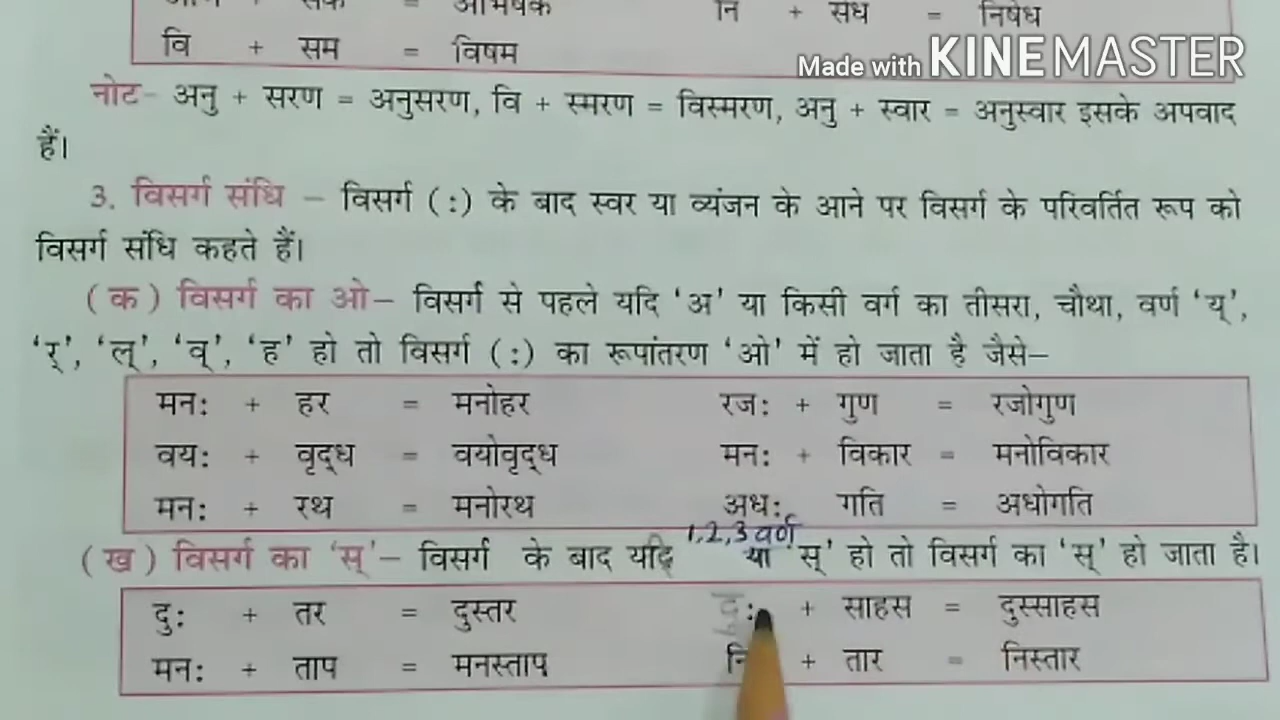 + = अभिषेक नि + सेध = निषेध
वि + सम = विषम
Made with KINEMASTER
नोट- अनु + सरण = अनुसरण, वि + स्मरण = विस्मरण, अनु + स्वार = अनुस्वार इसके अपवाद
हैं।
3. विसर्ग संधि – विसर्ग (:) के बाद स्वर या व्यंजन के आने पर विसर्ग के परिवर्तित रूप को
विसर्ग संधि कहते हैं।
(क) विसर्ग का ओ– विसर्ग से पहले यदि 'अ' या किसी वर्ग का तीसरा, चौथा, वर्ण 'य्',
'र्', 'ल्', 'व्', 'ह' हो तो विसर्ग (:) का रूपांतरण 'ओ' में हो जाता है जैसे–
मन: + हर = मनोहर रज: + गुण = रजोगुण
वय: + वृद्ध = वयोवृद्ध मन: + विकार = मनोविकार
मन: + रथ = मनोरथ अध: गति = अधोगति
1,2,3 वर्ण
(ख) विसर्ग का 'स्'– विसर्ग के बाद यदि या 'स्' हो तो विसर्ग का 'स्' हो जाता है।
दु: + तर = दुस्तर दु: + साहस = दुस्साहस
मन: + ताप = मनस्ताप + तार = निस्तार